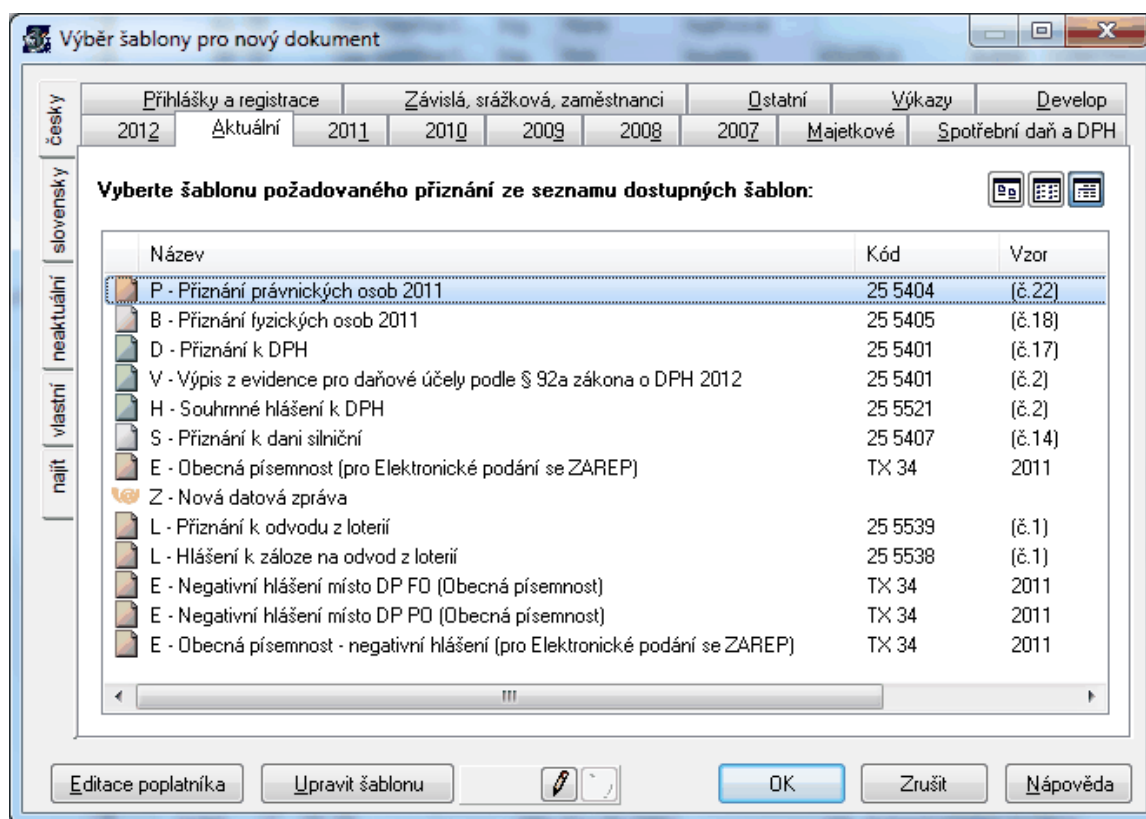 Výběr šablony pro nový dokument
Přihlášky a registrace Závislá, srážková, zaměstnanci Ostatní Výkazy Develop
2012 Aktuální 2011 2010 2009 2008 2007 Majetkové Spotřební daň a DPH
česky
slovensky
neaktuální
vlastní
najít
Vyberte šablonu požadovaného přiznání ze seznamu dostupných šablon:
Název Kód Vzor
P - Přiznání právnických osob 2011 25 5404 (č.22)
B - Přiznání fyzických osob 2011 25 5405 (č.18)
D - Přiznání k DPH 25 5401 (č.17)
V - Výpis z evidence pro daňové účely podle § 92a zákona o DPH 2012 25 5401 (č.2)
H - Souhrnné hlášení k DPH 25 5521 (č.2)
S - Přiznání k dani silniční 25 5407 (č.14)
E - Obecná písemnost (pro Elektronické podání se ZAREP) TX 34 2011
Z - Nová datová zpráva
L - Přiznání k odvodu z loterií 25 5539 (č.1)
L - Hlášení k záloze na odvod z loterií 25 5538 (č.1)
E - Negativní hlášení místo DP FO (Obecná písemnost) TX 34 2011
E - Negativní hlášení místo DP PO (Obecná písemnost) TX 34 2011
E - Obecná písemnost - negativní hlášení (pro Elektronické podání se ZAREP) TX 34 2011
Editace poplatníka Upravit šablonu OK Zrušit Nápověda